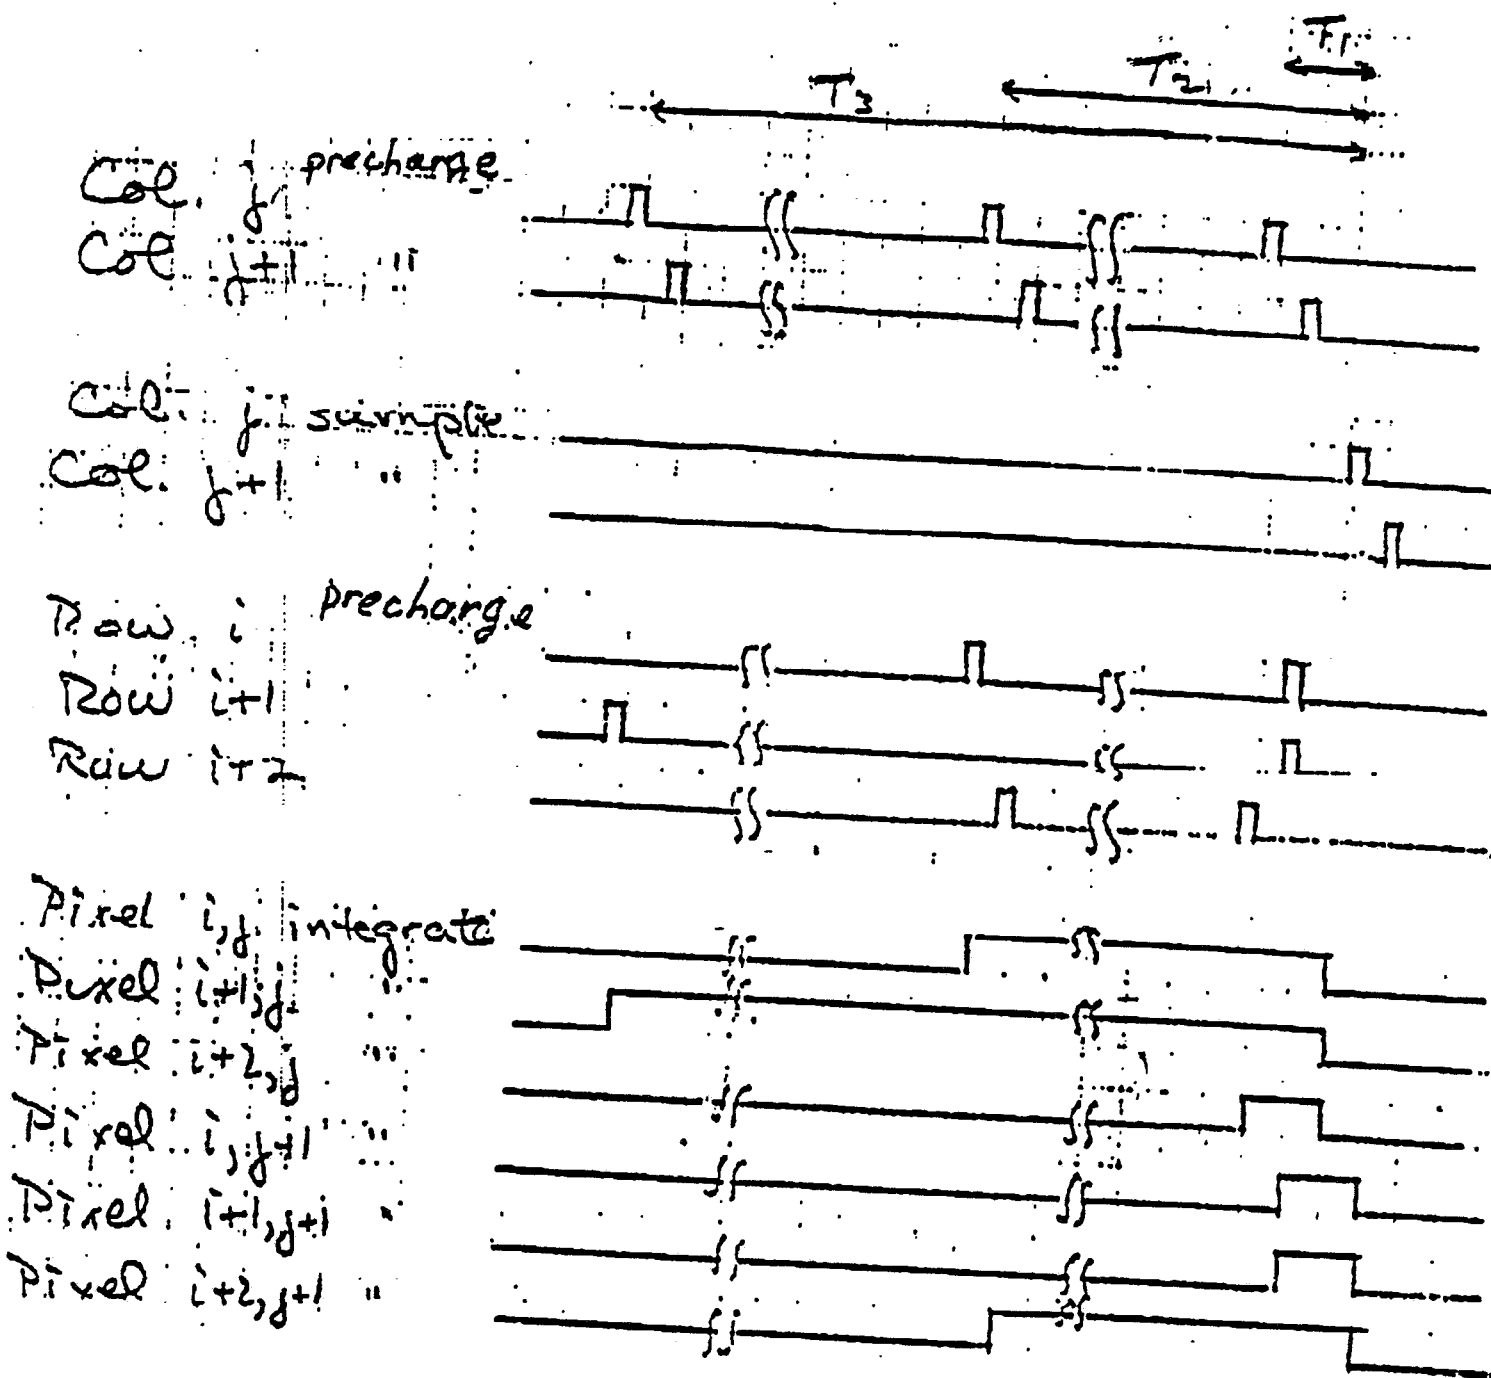 T1
T2
T3
Col. j precharge
Col. j+1 "
Col. j sample
Col. j+1 "
Row i precharge
Row i+1
Row i+2
Pixel i,j integrate
Pixel i+1,j "
Pixel i+2,j "
Pixel i,j+1 "
Pixel i+1,j+1 "
Pixel i+2,j+1 "